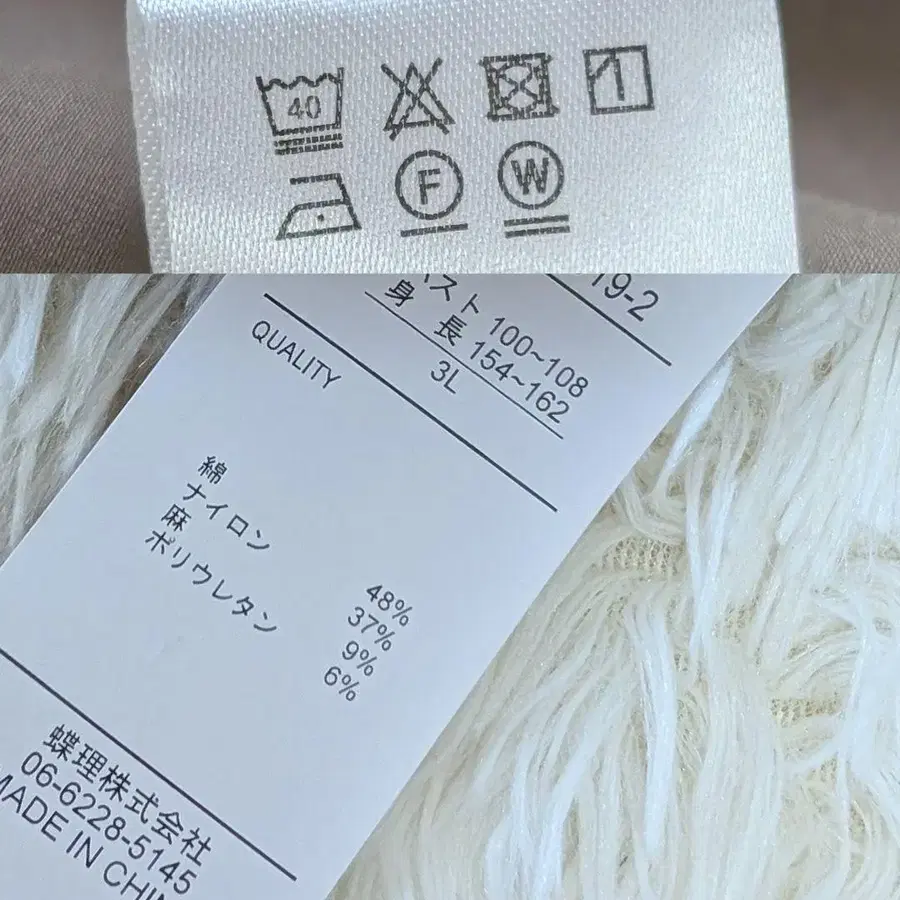 40
F W
19-2
バスト 100~108
身 長 154~162
3L
QUALITY
綿 48%
ナイロン 37%
麻 9%
ポリウレタン 6%
蝶理株式会社
06-6228-5145
MADE IN CHIN